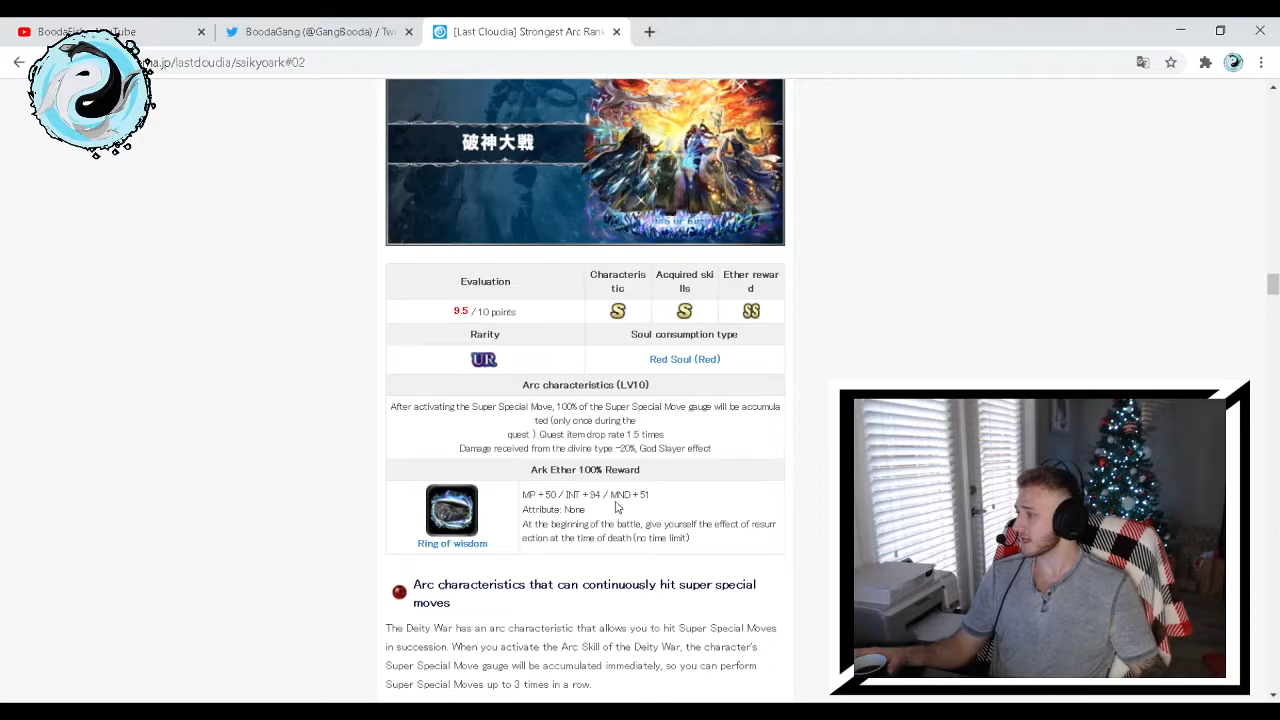 BoodaGang (@GangBooda) / Tw
[Last Cloudia] Strongest Arc Rank
ma.jp/lastcloudia/saikyoark#02
破神大戦
Evaluation
Characteris
tic
Acquired ski
lls
Ether rewar
d
9.5 / 10 points
S
S
SS
Rarity
Soul consumption type
UR
Red Soul (Red)
Arc characteristics (LV10)
After activating the Super Special Move, 100% of the Super Special Move gauge will be accumula
ted (only once during the
quest ). Quest item drop rate 1.5 times
Damage received from the divine type -20%, God Slayer effect
Ark Ether 100% Reward
Ring of wisdom
MP + 50 / INT + 94 / MND + 51
Attribute: None
At the beginning of the battle, give yourself the effect of resurr
ection at the time of death (no time limit)
Arc characteristics that can continuously hit super special
moves
The Deity War has an arc characteristic that allows you to hit Super Special Moves
in succession. When you activate the Arc Skill of the Deity War, the character's
Super Special Move gauge will be accumulated immediately, so you can perform
Super Special Moves up to 3 times in a row.